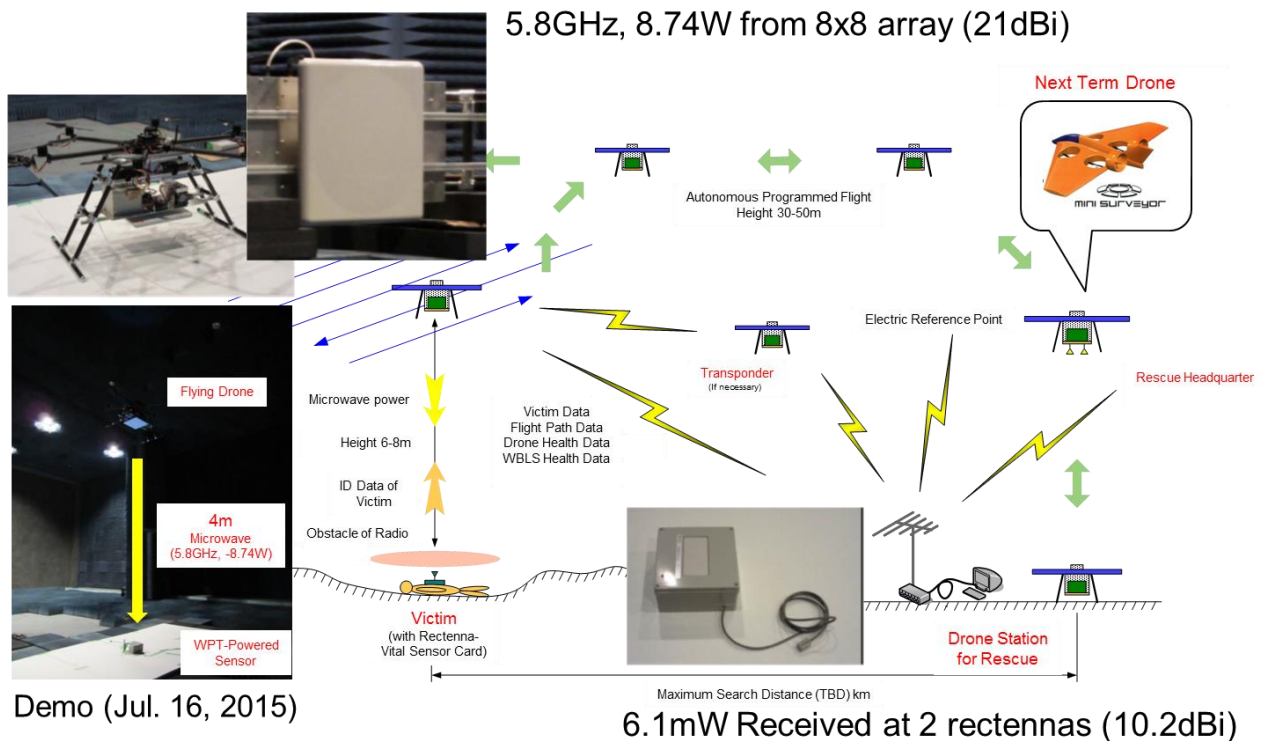 5.8GHz, 8.74W from 8x8 array (21dBi)
Next Term Drone
MINI SURVEYOR
Autonomous Programmed Flight
Height 30-50m
Electric Reference Point
Transponder
(If necessary)
Rescue Headquarter
Flying Drone
Microwave power
Height 6-8m
ID Data of
Victim
Obstacle of Radio
Victim Data
Flight Path Data
Drone Health Data
WBLS Health Data
4m
Microwave
(5.8GHz, -8.74W)
WPT-Powered
Sensor
Victim
(with Rectenna-
Vital Sensor Card)
Drone Station
for Rescue
Maximum Search Distance (TBD) km
Demo (Jul. 16, 2015)
6.1mW Received at 2 rectennas (10.2dBi)